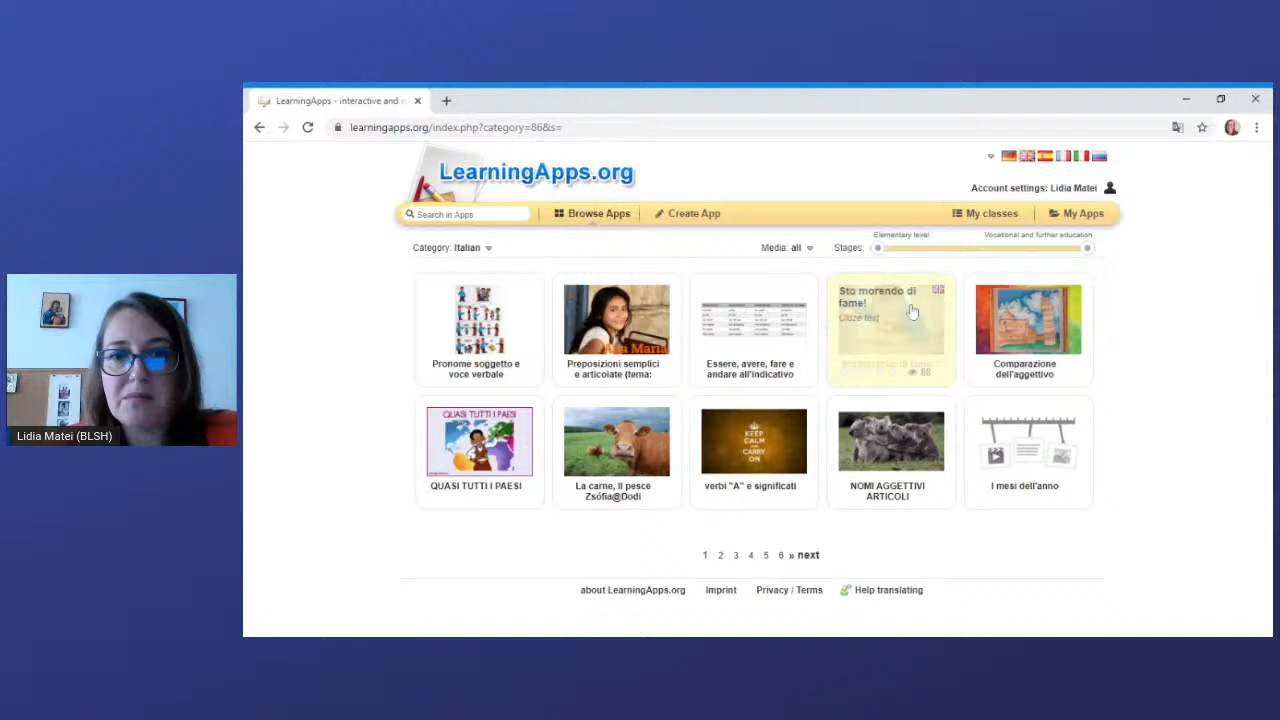 LearningApps - interactive and
learningapps.org/index.php?category=86&s=
LearningApps.org
Account settings: Lidia Matei
Search in Apps
Browse Apps
Create App
My classes
My Apps
Category: Italian
Media: all
Stages:
Elementary level
Vocational and further education
Pronome soggetto e
voce verbale
Ana Maria
Preposizioni semplici
e articolate (tema:
Essere, avere, fare e
andare all'indicativo
Sto morendo di
fame!
Cloze text
88
Comparazione
dell'aggettivo
Lidia Matei (BLSH)
QUASI TUTTI I PAESI
QUASI TUTTI I PAESI
La carne, Il pesce
Zsófia@Dodi
KEEP
CALM
AND
CARRY
ON
verbi "A" e significati
NOMI AGGETTIVI
ARTICOLI
I mesi dell'anno
1 2 3 4 5 6 » next
about LearningApps.org
Imprint
Privacy / Terms
Help translating